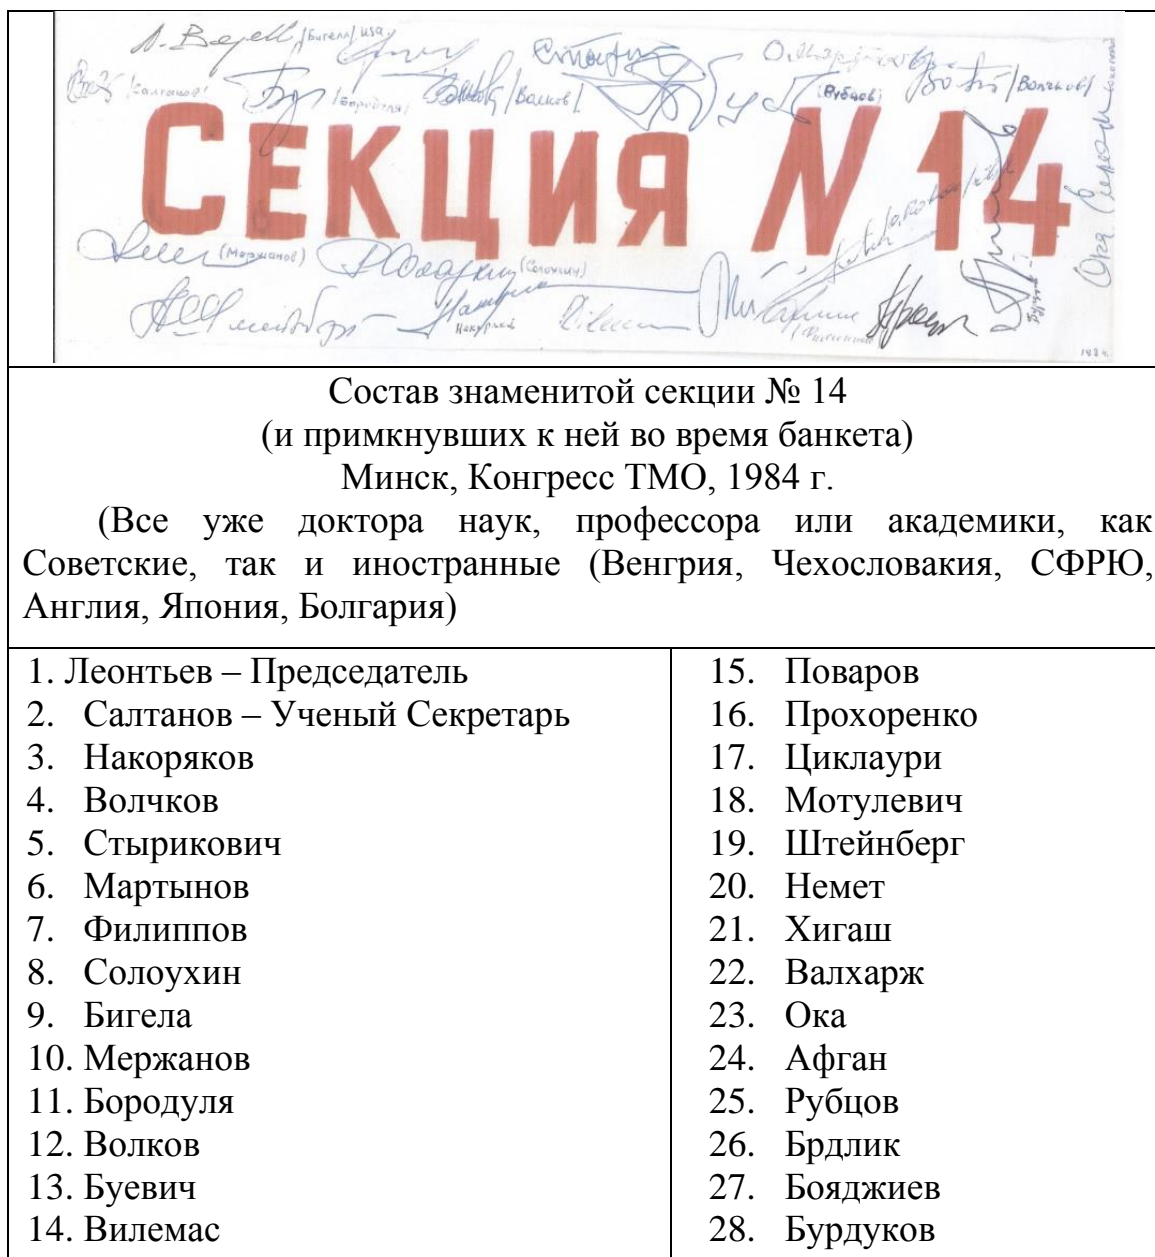 (Бигелл/ USA)
(Салтанов)
(Бородуля)
/Волков/
(Рубцов)
/Волчков/
СЕКЦИЯ N 14
(Мержанов)
(Солоухин)
1984.
Состав знаменитой секции № 14
(и примкнувших к ней во время банкета)
Минск, Конгресс ТМО, 1984 г.
(Все уже доктора наук, профессора или академики, как
Советские, так и иностранные (Венгрия, Чехословакия, СФРЮ,
Англия, Япония, Болгария)
1. Леонтьев – Председатель
2. Салтанов – Ученый Секретарь
3. Накоряков
4. Волчков
5. Стырикович
6. Мартынов
7. Филиппов
8. Солоухин
9. Бигела
10. Мержанов
11. Бородуля
12. Волков
13. Буевич
14. Вилемас
15. Поваров
16. Прохоренко
17. Циклаури
18. Мотулевич
19. Штейнберг
20. Немет
21. Хигаш
22. Валхарж
23. Ока
24. Афган
25. Рубцов
26. Брдлик
27. Бояджиев
28. Бурдуков